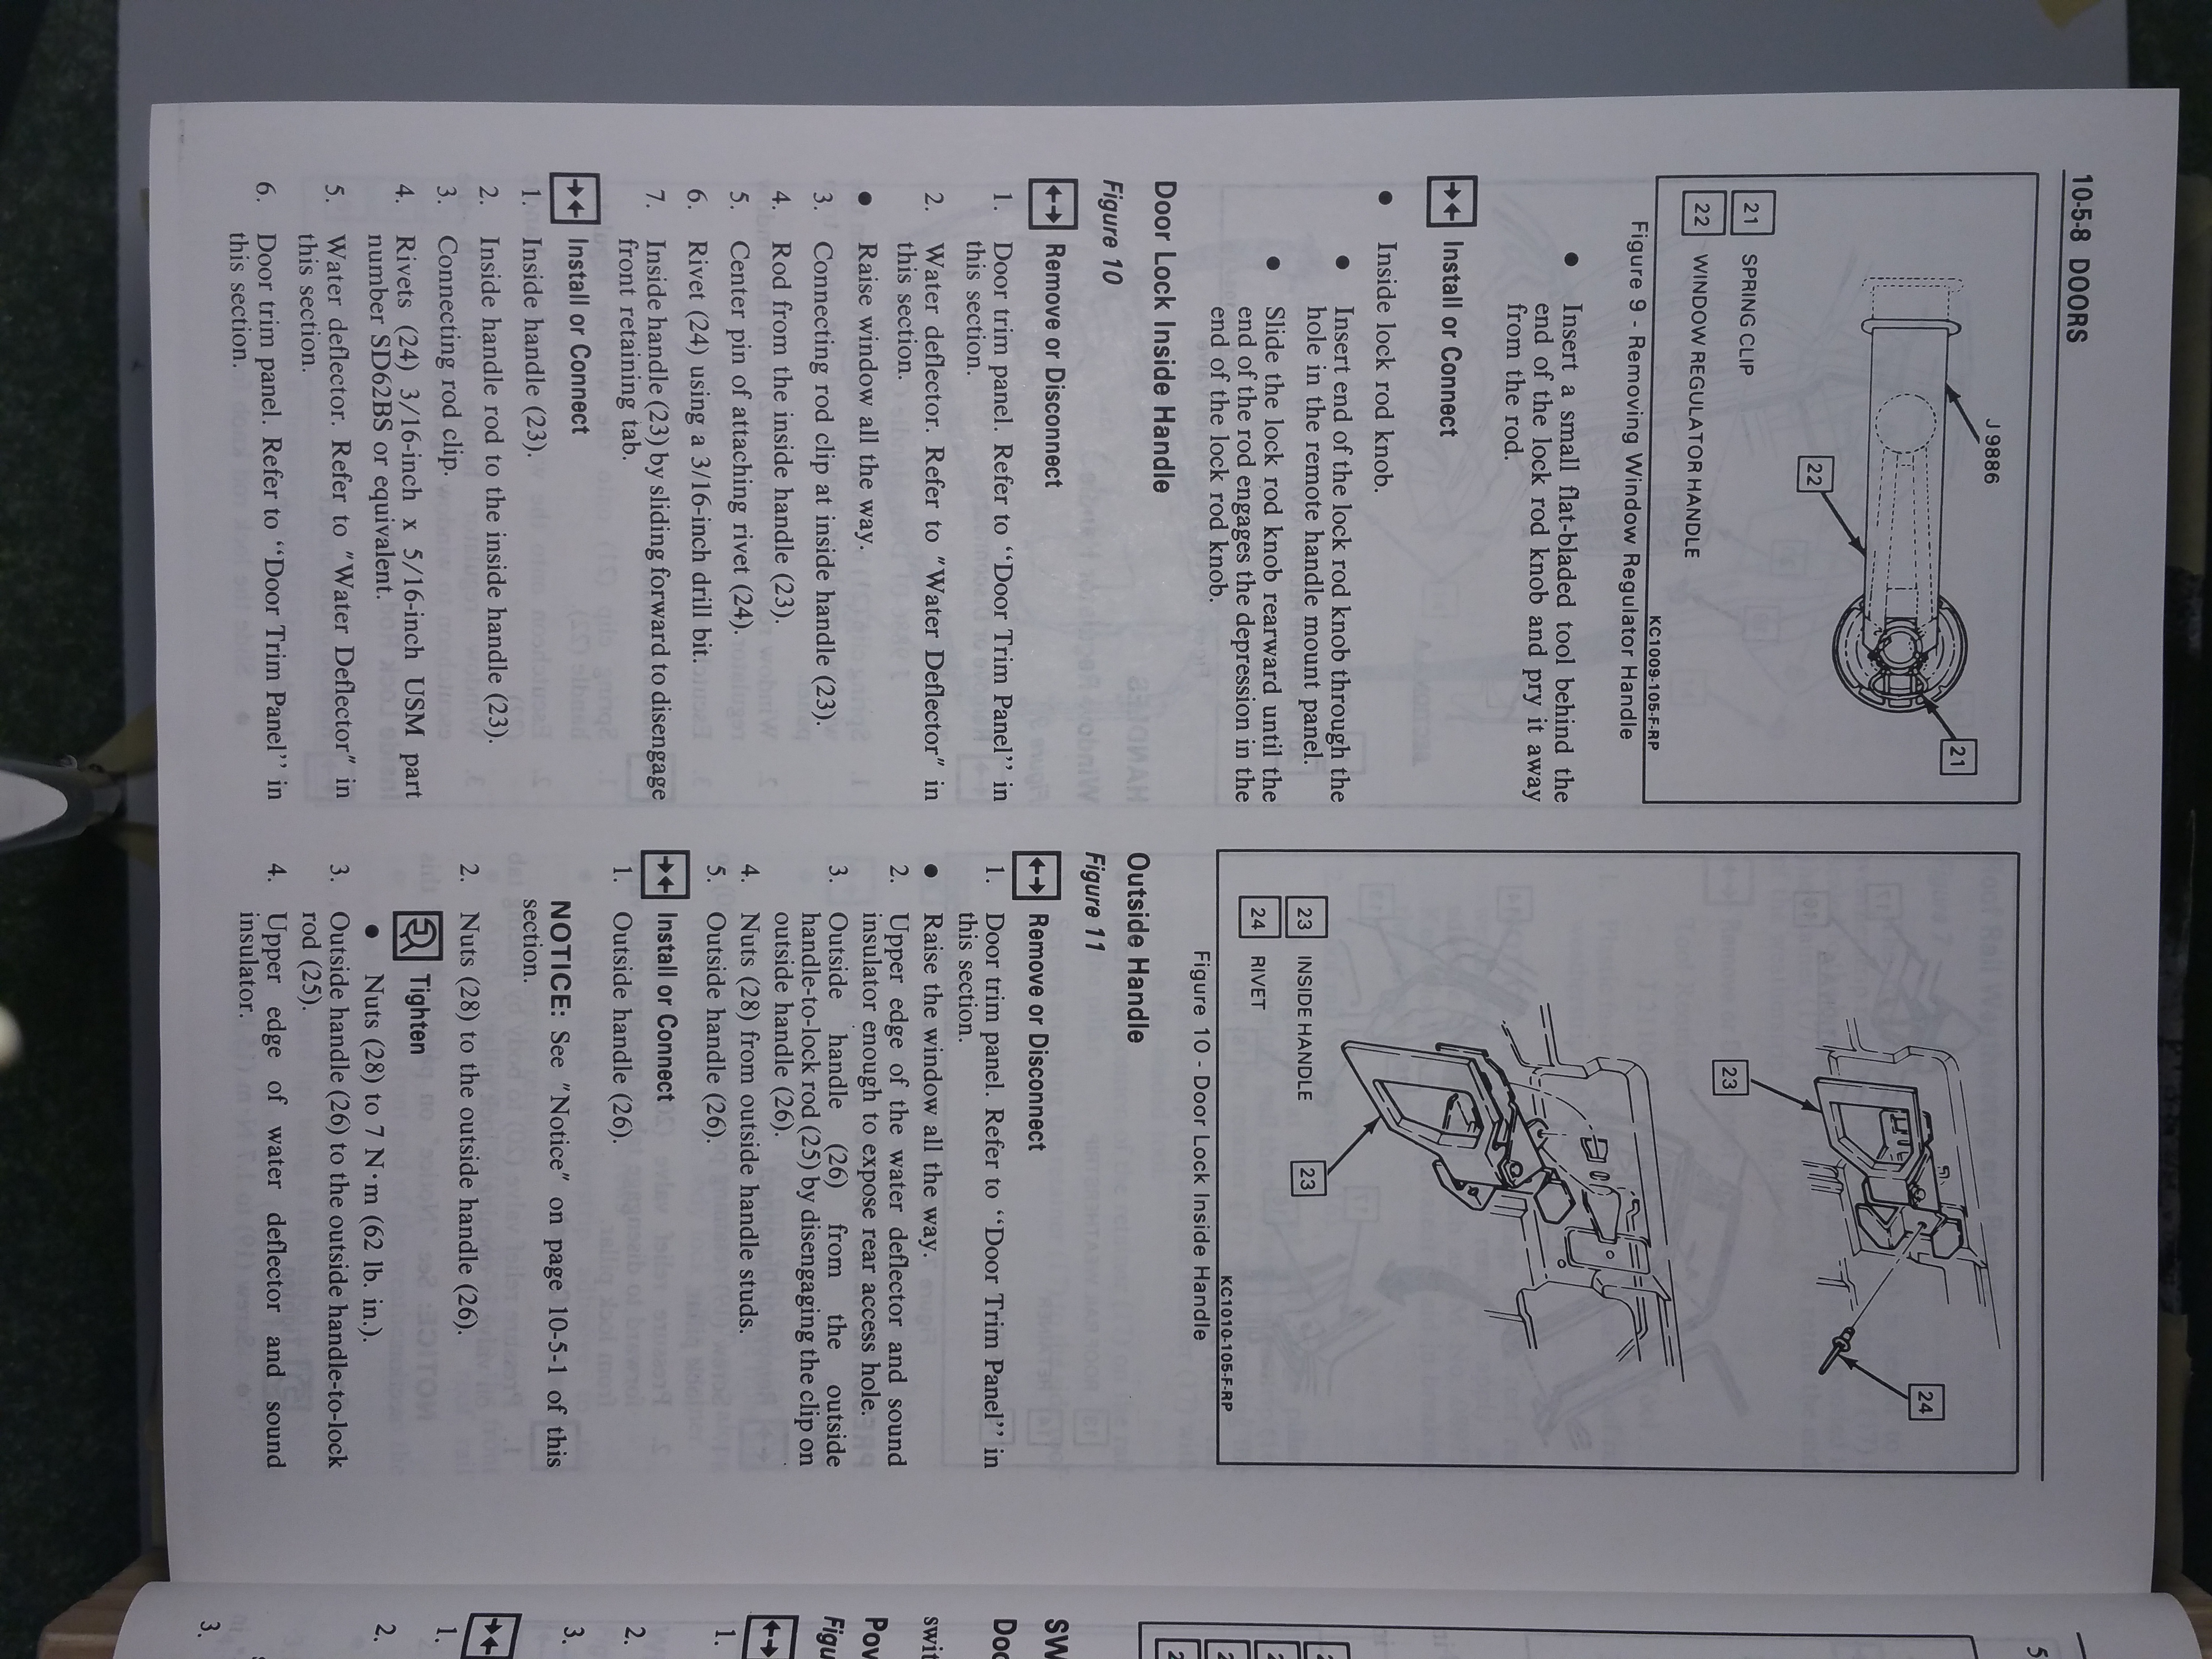 10-5-8 DOORS
J 9886
22
21
21 SPRING CLIP
22 WINDOW REGULATOR HANDLE
KC1009-105-F-RP
Figure 9 - Removing Window Regulator Handle
● Insert a small flat-bladed tool behind the
end of the lock rod knob and pry it away
from the rod.
Install or Connect
● Inside lock rod knob.
● Insert end of the lock rod knob through the
hole in the remote handle mount panel.
● Slide the lock rod knob rearward until the
end of the rod engages the depression in the
end of the lock rod knob.
Door Lock Inside Handle
Figure 10
Remove or Disconnect
1. Door trim panel. Refer to ‘‘Door Trim Panel’’ in
this section.
2. Water deflector. Refer to "Water Deflector" in
this section.
● Raise window all the way.
3. Connecting rod clip at inside handle (23).
4. Rod from the inside handle (23).
5. Center pin of attaching rivet (24).
6. Rivet (24) using a 3/16-inch drill bit.
7. Inside handle (23) by sliding forward to disengage
front retaining tab.
Install or Connect
1. Inside handle (23).
2. Inside handle rod to the inside handle (23).
3. Connecting rod clip.
4. Rivets (24) 3/16-inch x 5/16-inch USM part
number SD62BS or equivalent.
5. Water deflector. Refer to "Water Deflector" in
this section.
6. Door trim panel. Refer to ‘‘Door Trim Panel’’ in
this section.
23
24
23
23 INSIDE HANDLE
24 RIVET
KC1010-105-F-RP
Figure 10 - Door Lock Inside Handle
Outside Handle
Figure 11
Remove or Disconnect
1. Door trim panel. Refer to ‘‘Door Trim Panel’’ in
this section.
● Raise the window all the way.
2. Upper edge of the water deflector and sound
insulator enough to expose rear access hole.
3. Outside handle (26) from the outside
handle-to-lock rod (25) by disengaging the clip on
outside handle (26).
4. Nuts (28) from outside handle studs.
5. Outside handle (26).
Install or Connect
1. Outside handle (26).
NOTICE: See "Notice" on page 10-5-1 of this
section.
2. Nuts (28) to the outside handle (26).
Tighten
● Nuts (28) to 7 N·m (62 lb. in.).
3. Outside handle (26) to the outside handle-to-lock
rod (25).
4. Upper edge of water deflector and sound
insulator.
1.
2.
3.
1.
2.
3.